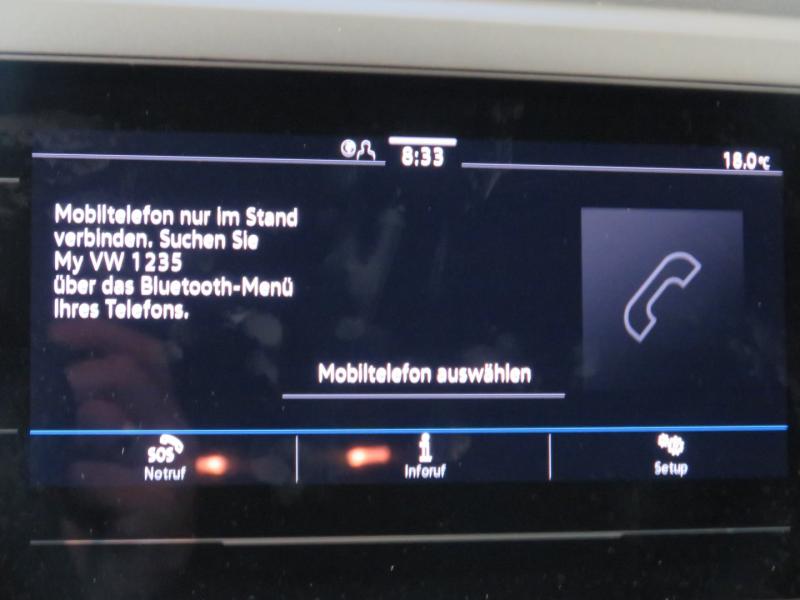 8:33
18.0°C
Mobiltelefon nur im Stand
verbinden. Suchen Sie
My VW 1235
über das Bluetooth-Menü
Ihres Telefons.
Mobiltelefon auswählen
SOS
Notruf
Inforuf
Setup